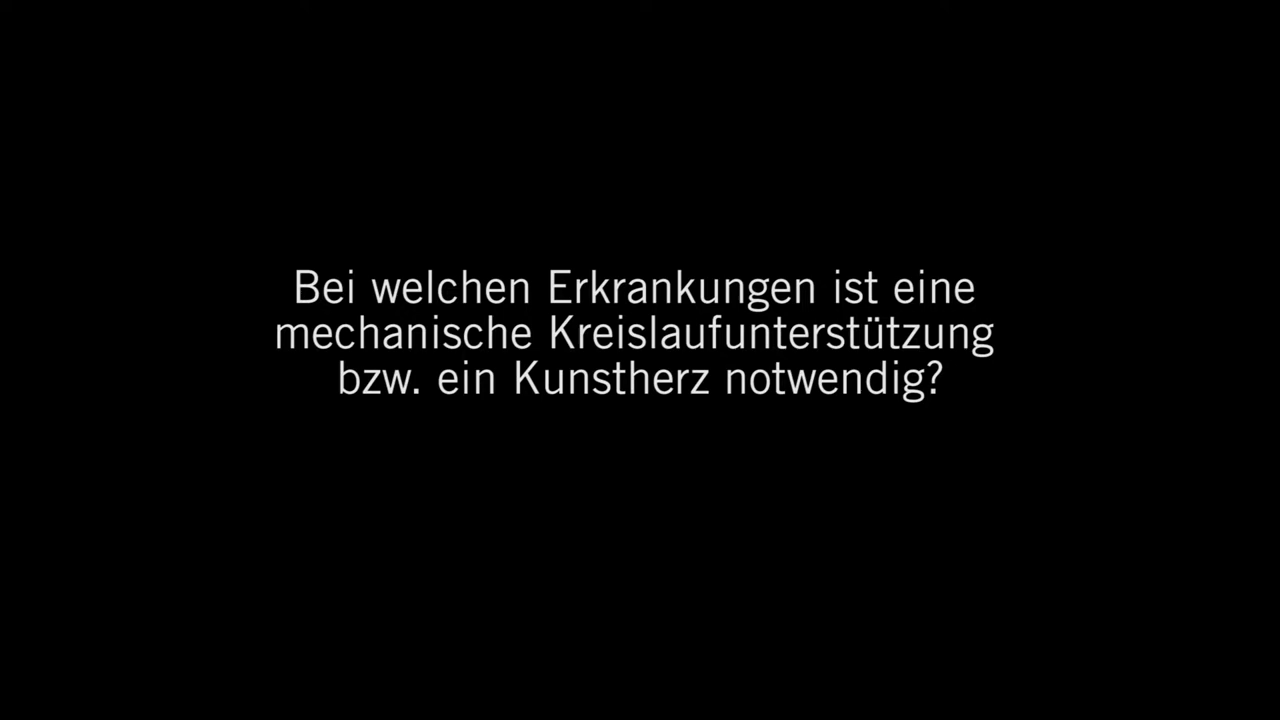 Bei welchen Erkrankungen ist eine
mechanische Kreislaufunterstützung
bzw. ein Kunstherz notwendig?